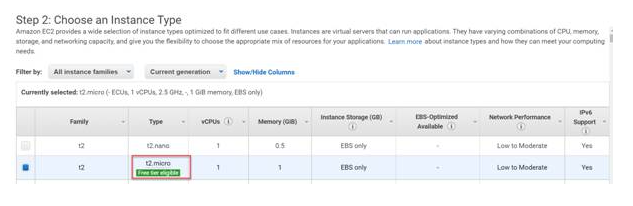 Step 2: Choose an Instance Type
Amazon EC2 provides a wide selection of instance types optimized to fit different use cases. Instances are virtual servers that can run applications. They have varying combinations of CPU, memory,
storage, and networking capacity, and give you the flexibility to choose the appropriate mix of resources for your applications. Learn more about instance types and how they can meet your computing
needs.
Filter by: All instance families Current generation Show/Hide Columns
Currently selected: t2.micro (- ECUs, 1 vCPUs, 2.5 GHz, -, 1 GiB memory, EBS only)
Family Type vCPUs Memory (GiB) Instance Storage (GB) EBS-Optimized Available Network Performance IPv6 Support
t2 t2.nano 1 0.5 EBS only - Low to Moderate Yes
t2 t2.micro 1 1 EBS only - Low to Moderate Yes
Free tier eligible